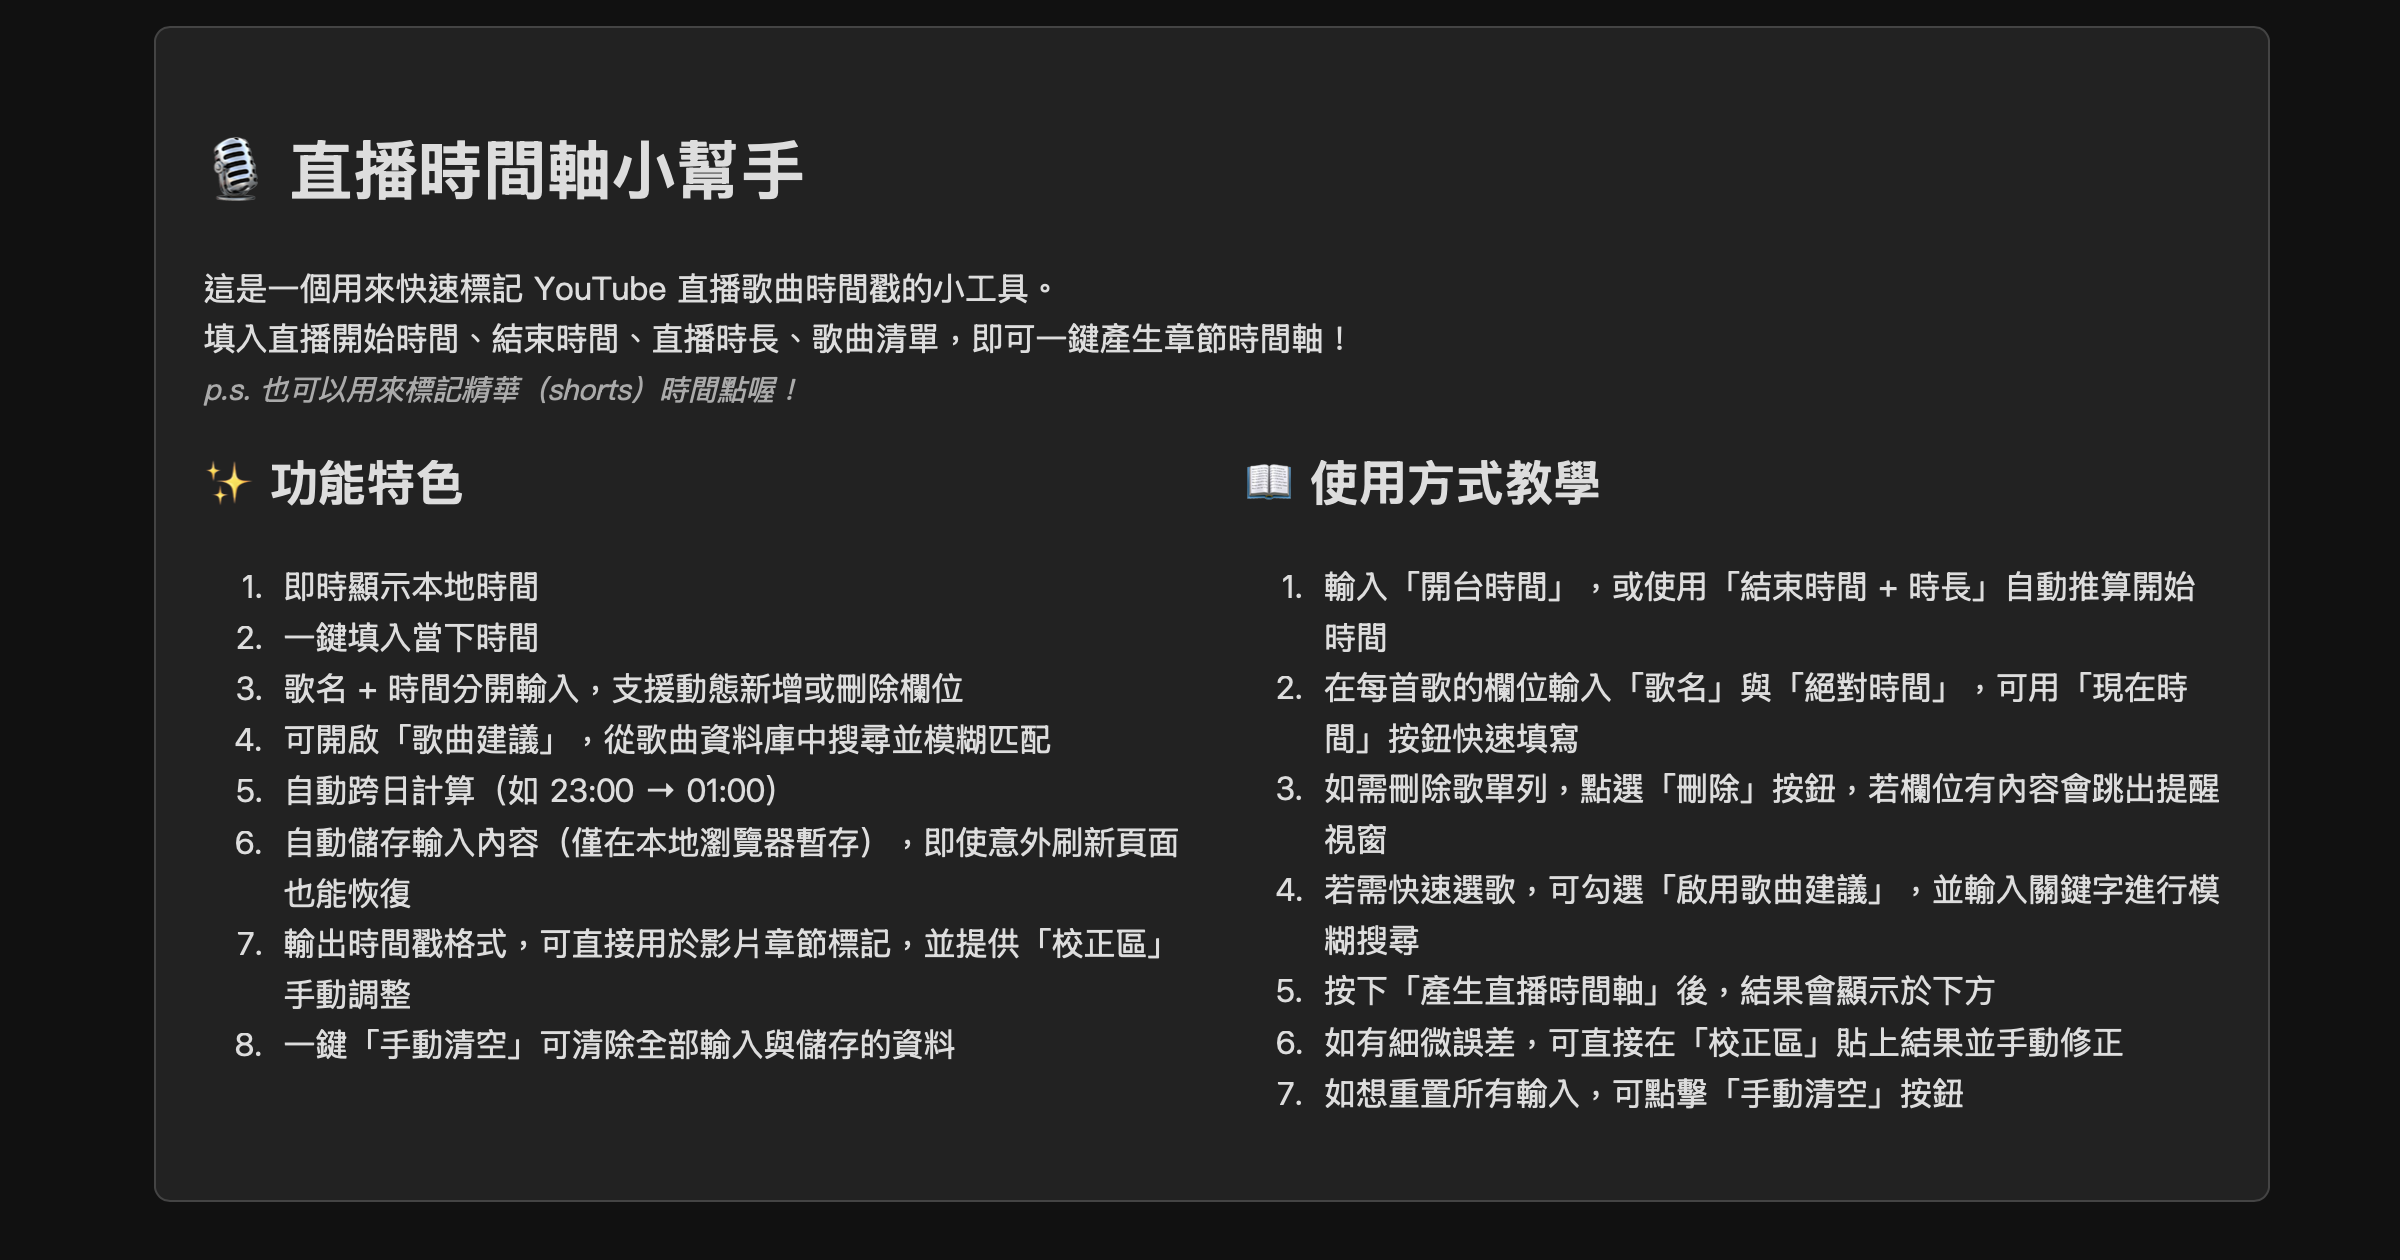 🎙️ 直播時間軸小幫手
這是一個用來快速標記 YouTube 直播歌曲時間戳的小工具。
填入直播開始時間、結束時間、直播時長、歌曲清單，即可一鍵產生章節時間軸！
p.s. 也可以用來標記精華（shorts）時間點喔！
✨ 功能特色
1. 即時顯示本地時間
2. 一鍵填入當下時間
3. 歌名 + 時間分開輸入，支援動態新增或刪除欄位
4. 可開啟「歌曲建議」，從歌曲資料庫中搜尋並模糊匹配
5. 自動跨日計算（如 23:00 → 01:00）
6. 自動儲存輸入內容（僅在本地瀏覽器暫存），即使意外刷新頁面
也能恢復
7. 輸出時間戳格式，可直接用於影片章節標記，並提供「校正區」
手動調整
8. 一鍵「手動清空」可清除全部輸入與儲存的資料
📖 使用方式教學
1. 輸入「開台時間」，或使用「結束時間 + 時長」自動推算開始
時間
2. 在每首歌的欄位輸入「歌名」與「絕對時間」，可用「現在時
間」按鈕快速填寫
3. 如需刪除歌單列，點選「刪除」按鈕，若欄位有內容會跳出提醒
視窗
4. 若需快速選歌，可勾選「啟用歌曲建議」，並輸入關鍵字進行模
糊搜尋
5. 按下「產生直播時間軸」後，結果會顯示於下方
6. 如有細微誤差，可直接在「校正區」貼上結果並手動修正
7. 如想重置所有輸入，可點擊「手動清空」按鈕